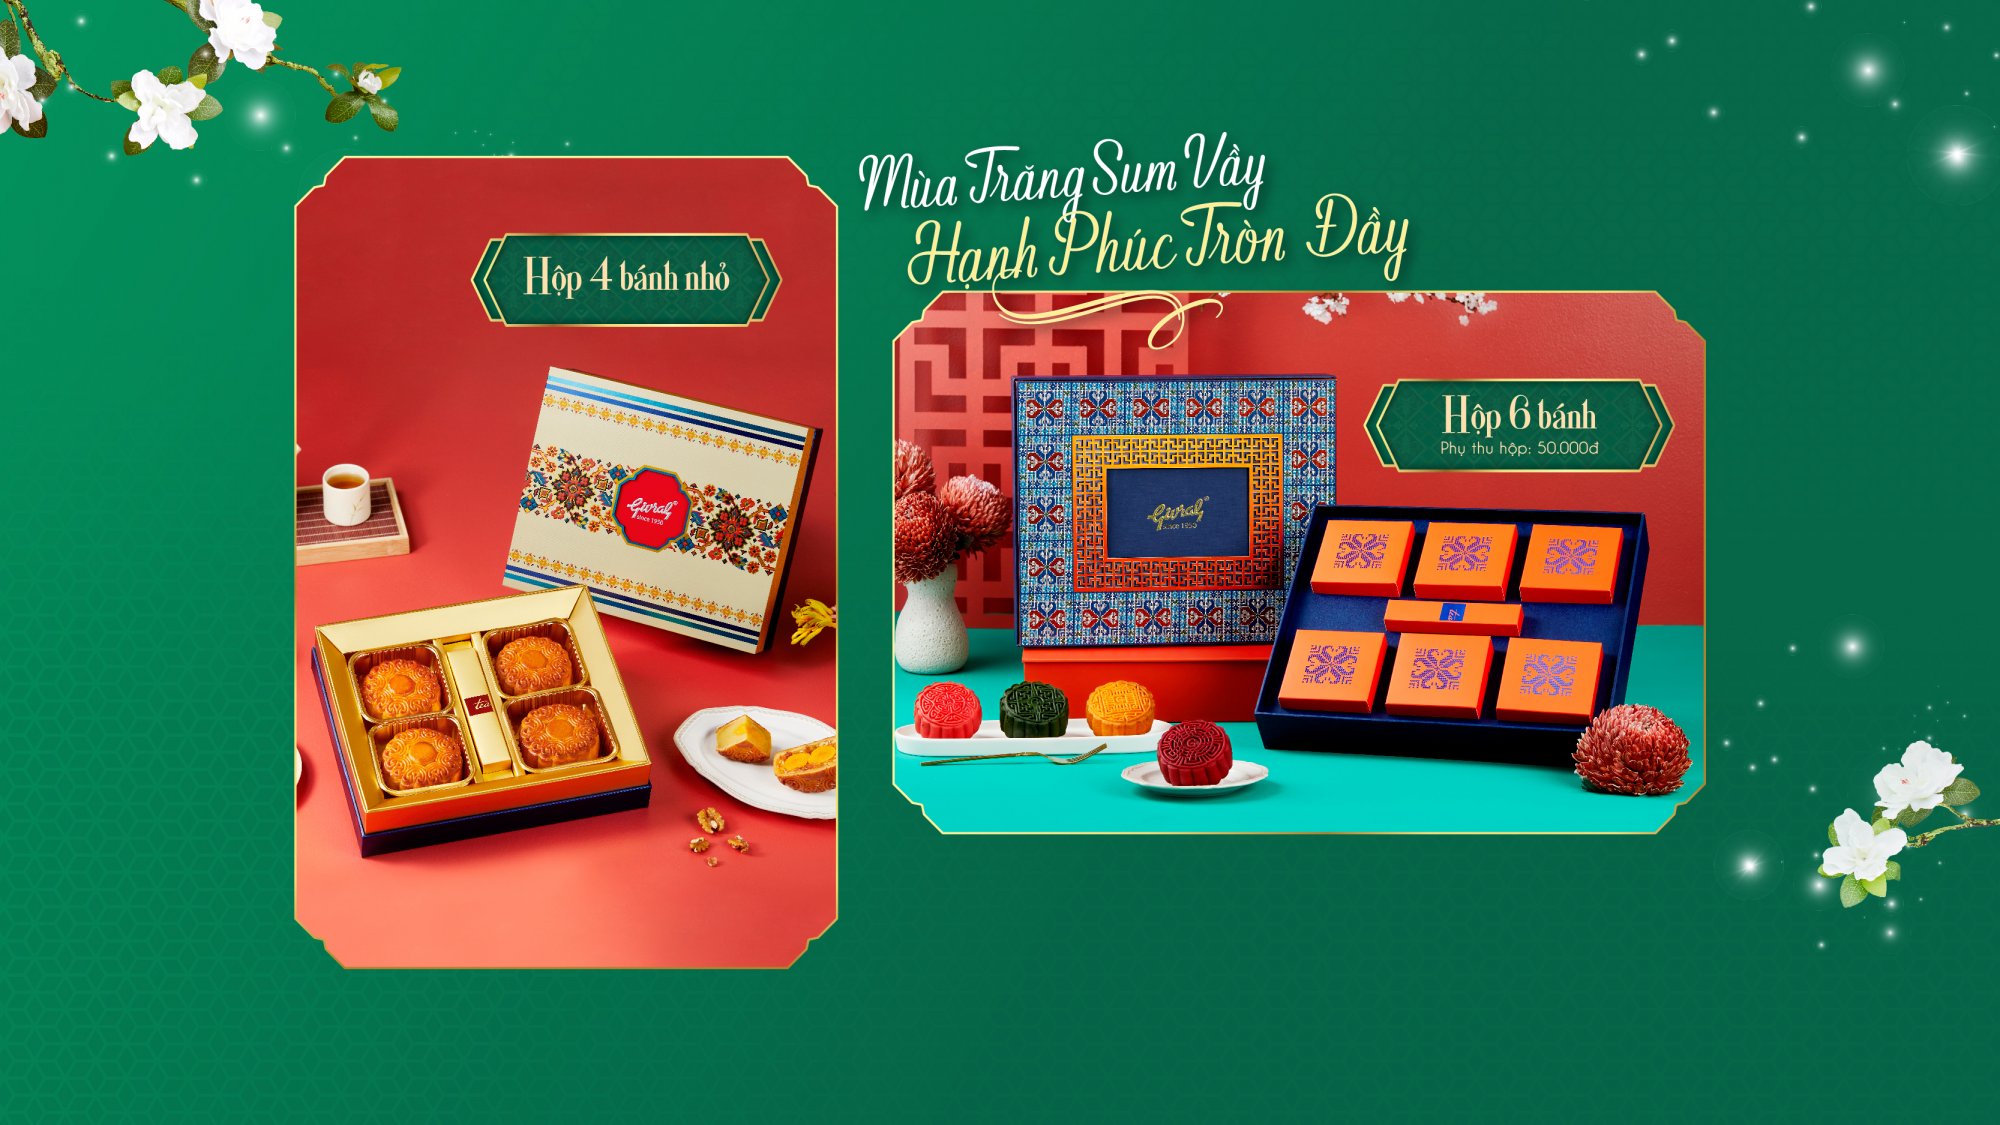 Mùa Trăng Sum Vầy
Hạnh Phúc Tròn Đầy
Hộp 4 bánh nhỏ
Givral®
since 1950
tea
Hộp 6 bánh
Phụ thu hộp: 50.000đ
Givral®
since 1950